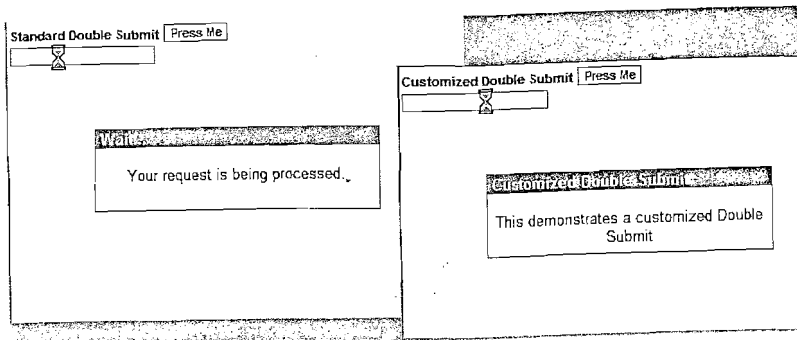 Standard Double Submit Press Me
Wait
Your request is being processed.
Customized Double Submit Press Me
Customized Double Submit
This demonstrates a customized Double
Submit